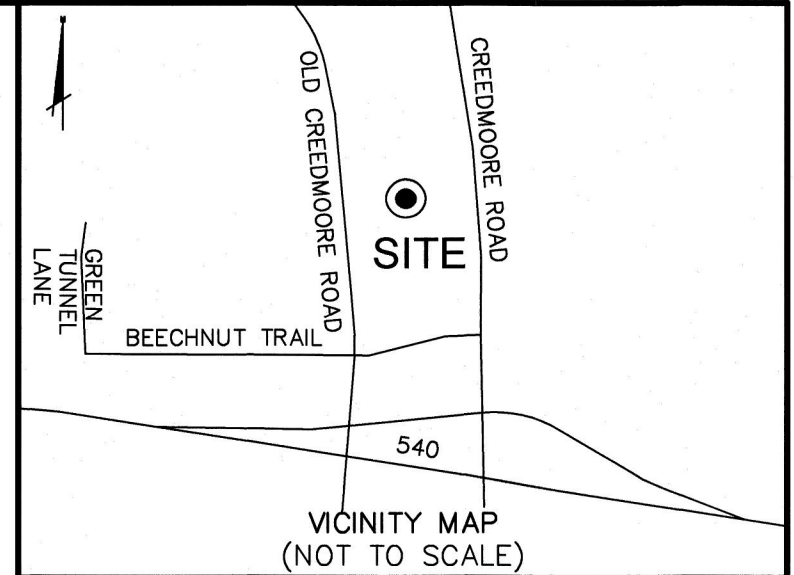 OLD CREEDMOORE ROAD
CREEDMOORE ROAD
SITE
GREEN
TUNNEL
LANE
BEECHNUT TRAIL
540
VICINITY MAP
(NOT TO SCALE)